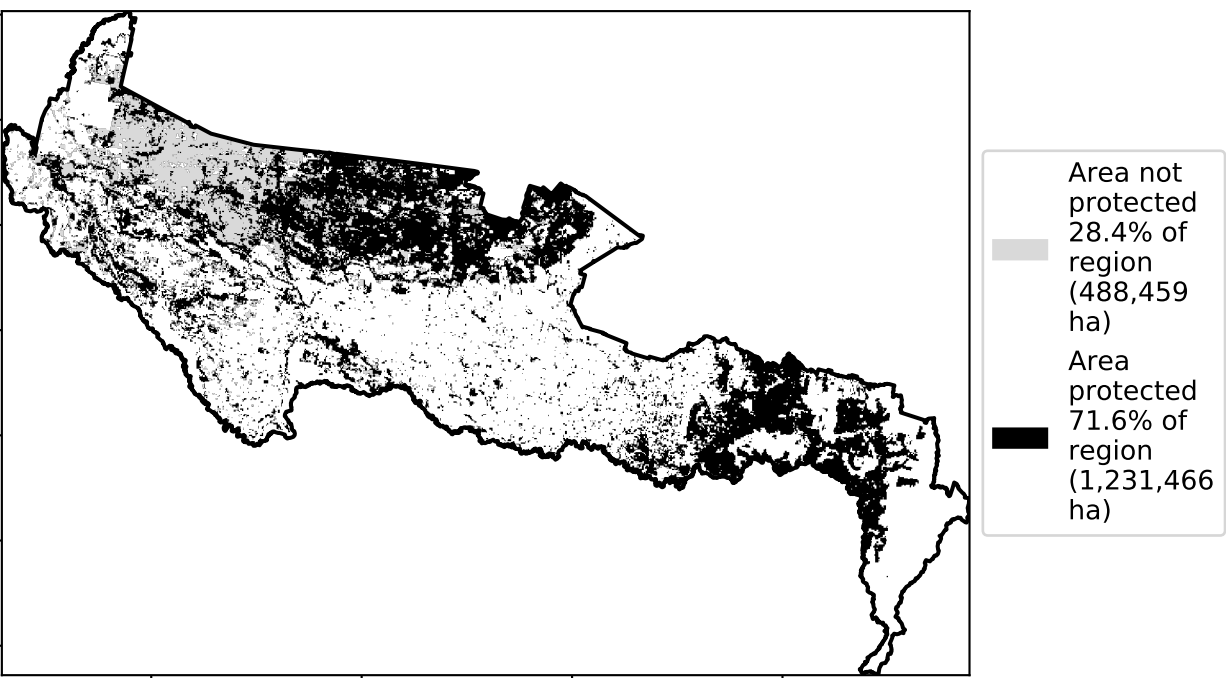 Area not
protected
28.4% of
region
(488,459
ha)
Area
protected
71.6% of
region
(1,231,466
ha)